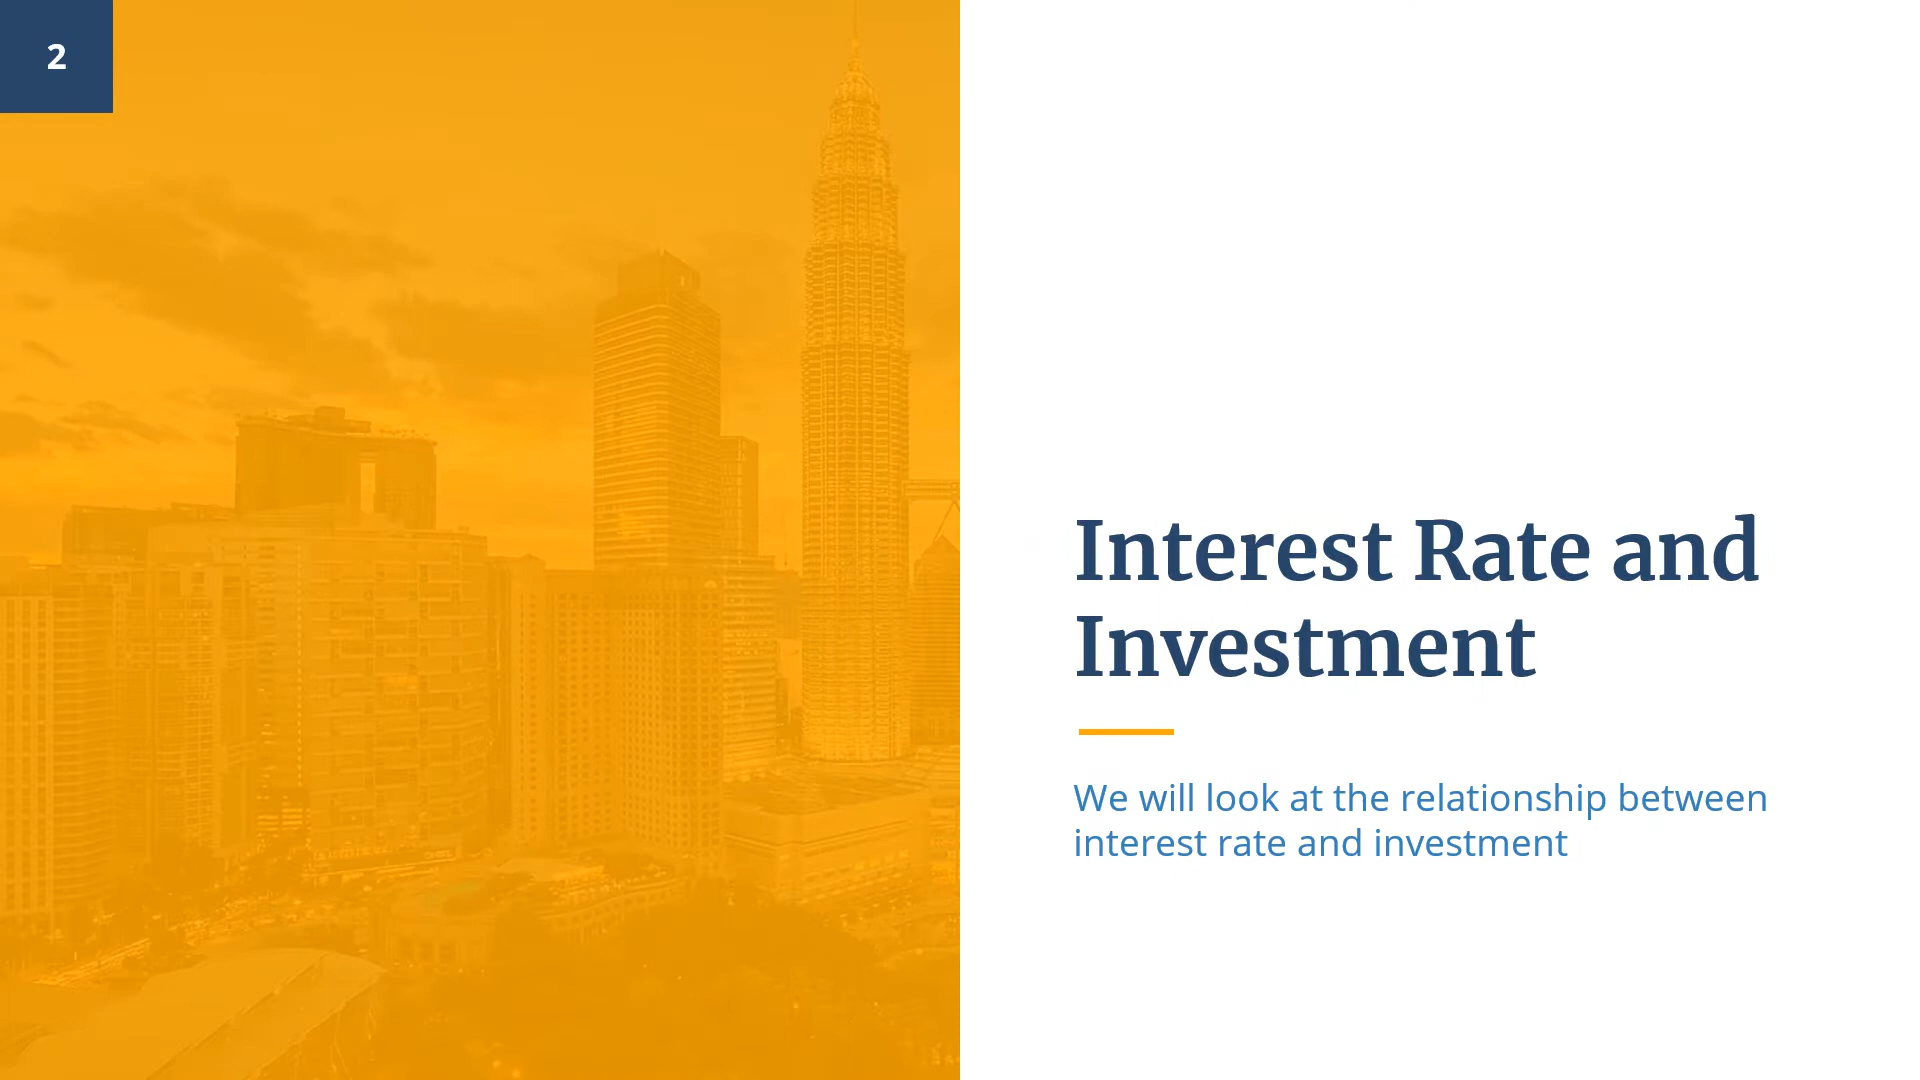 2
Interest Rate and
Investment
We will look at the relationship between
interest rate and investment